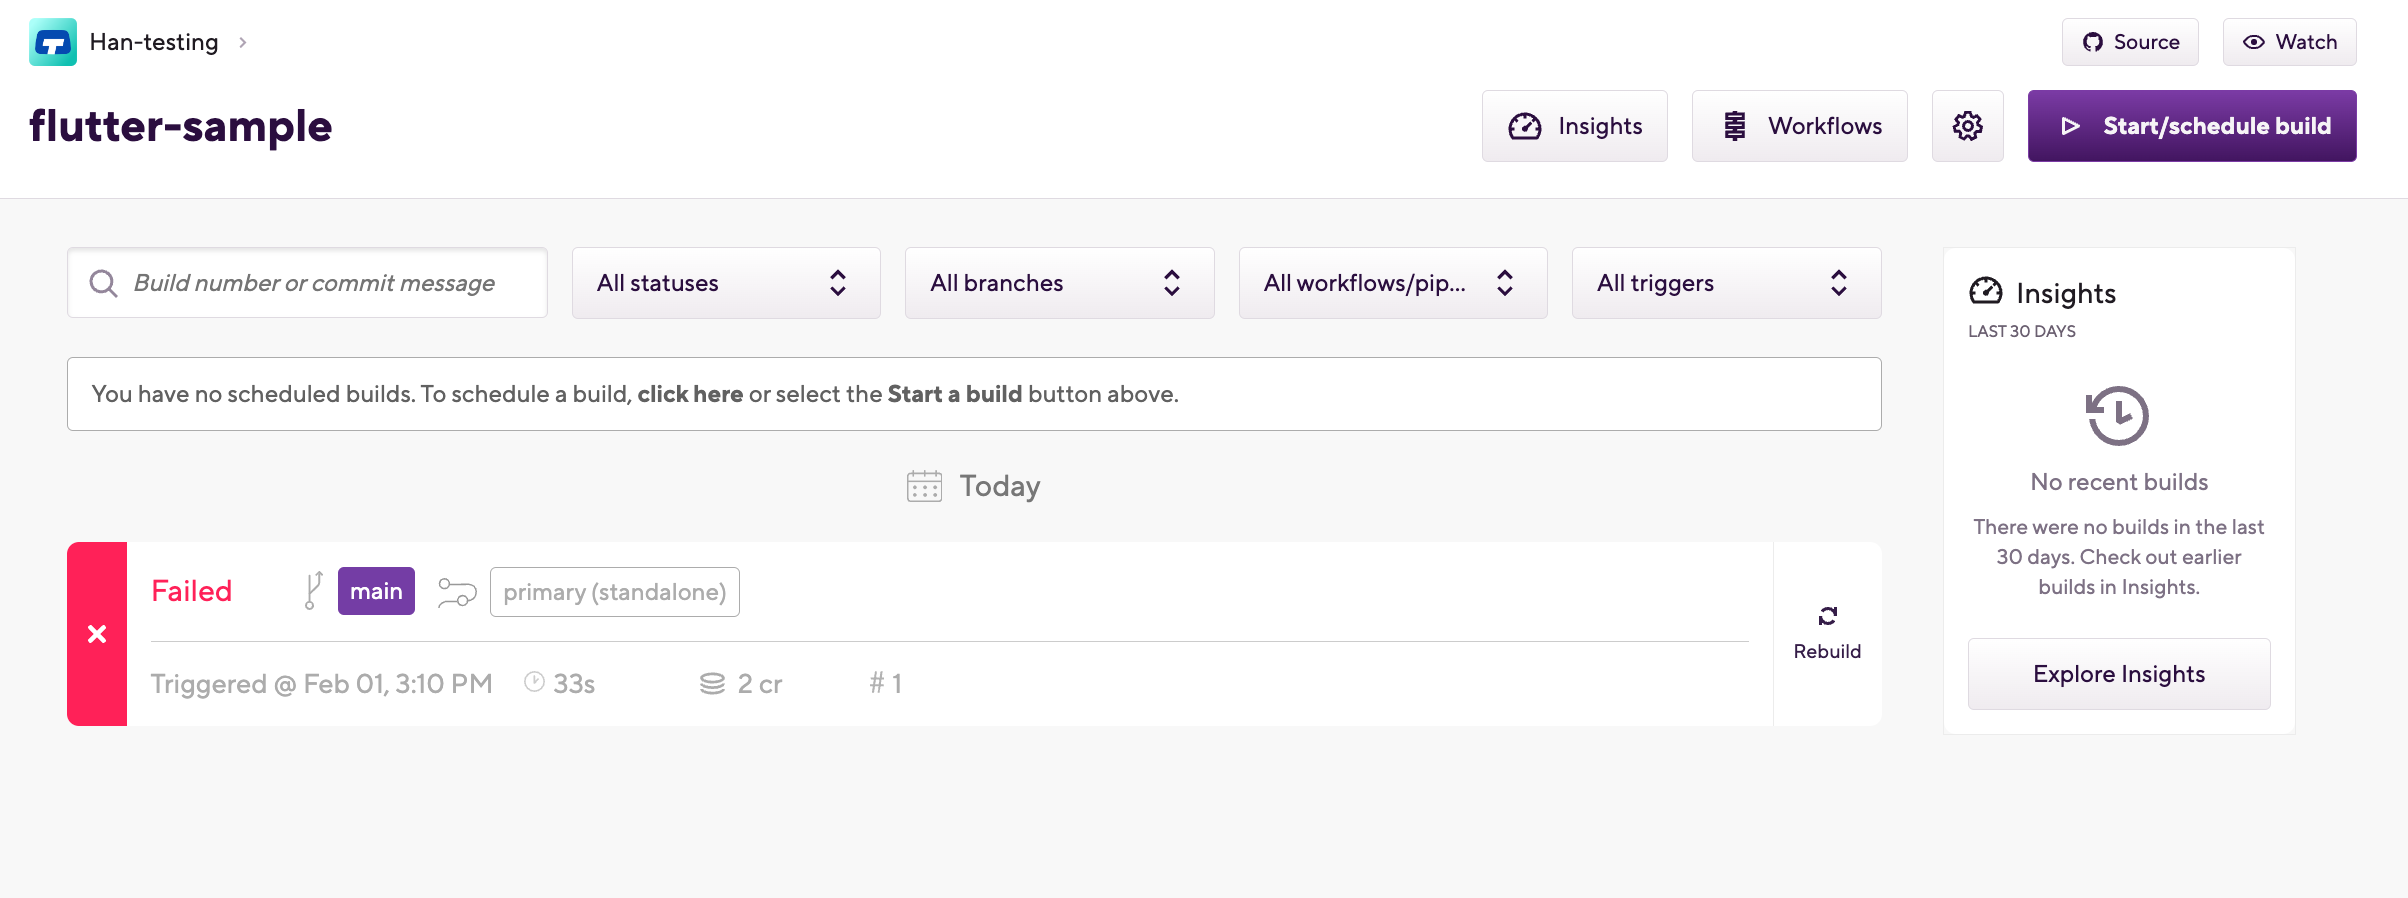 Han-testing
Source
Watch
flutter-sample
Insights
Workflows
Start/schedule build
Build number or commit message
All statuses
All branches
All workflows/pip...
All triggers
You have no scheduled builds. To schedule a build, click here or select the Start a build button above.
Today
Failed
main
primary (standalone)
Triggered @ Feb 01, 3:10 PM
33s
2 cr
# 1
Rebuild
Insights
LAST 30 DAYS
No recent builds
There were no builds in the last
30 days. Check out earlier
builds in Insights.
Explore Insights